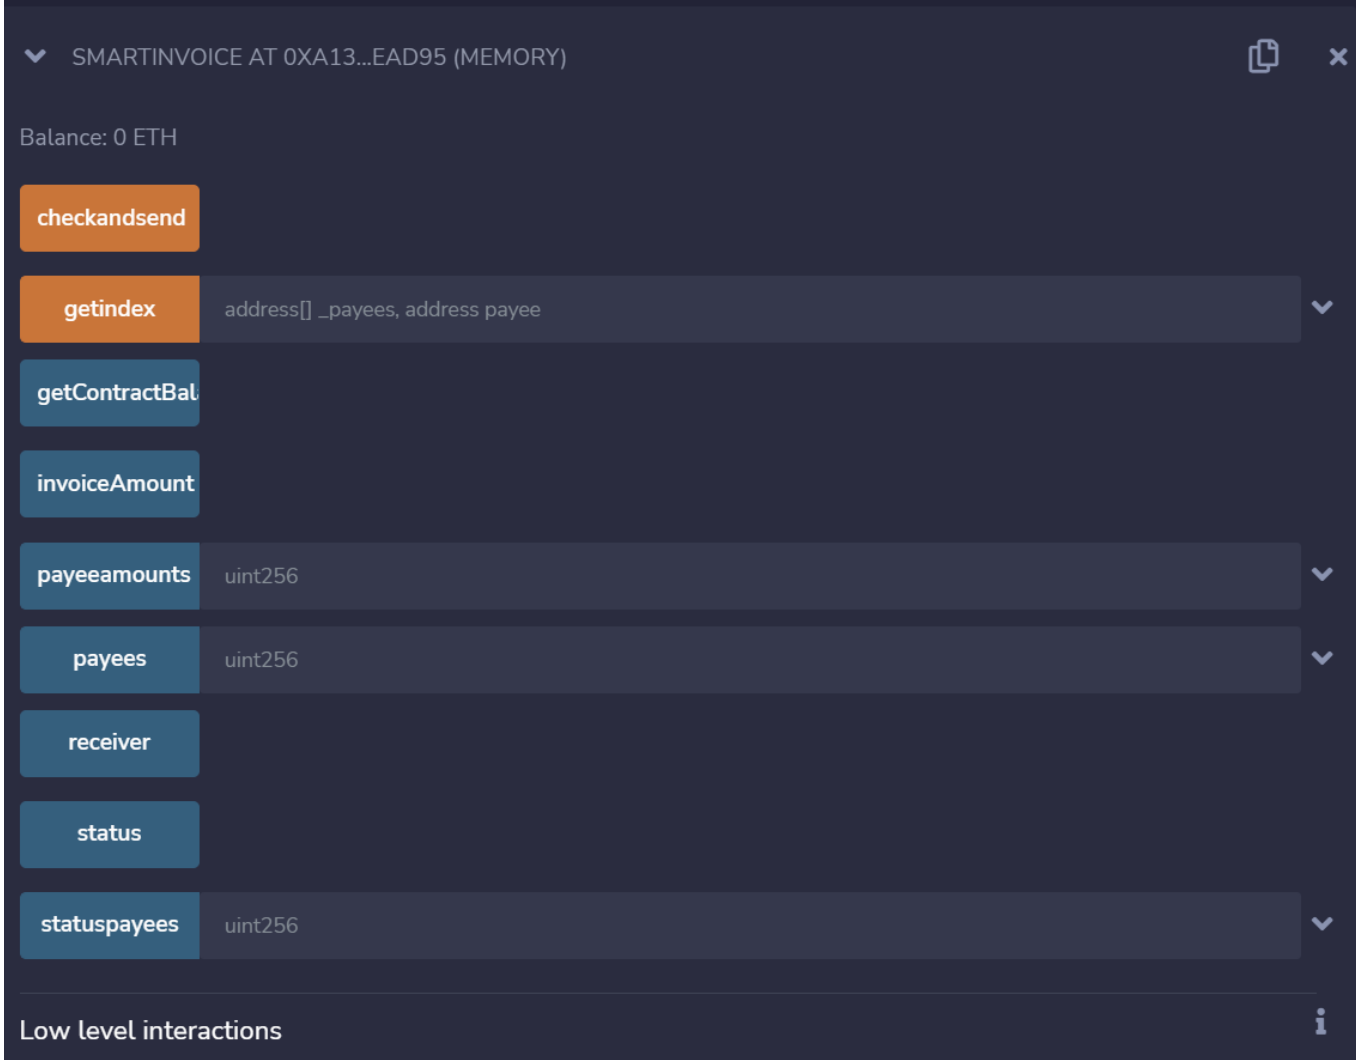 SMARTINVOICE AT 0XA13...EAD95 (MEMORY)
Balance: 0 ETH
checkandsend
getindex address[] _payees, address payee
getContractBal
invoiceAmount
payeeamounts uint256
payees uint256
receiver
status
statuspayees uint256
Low level interactions